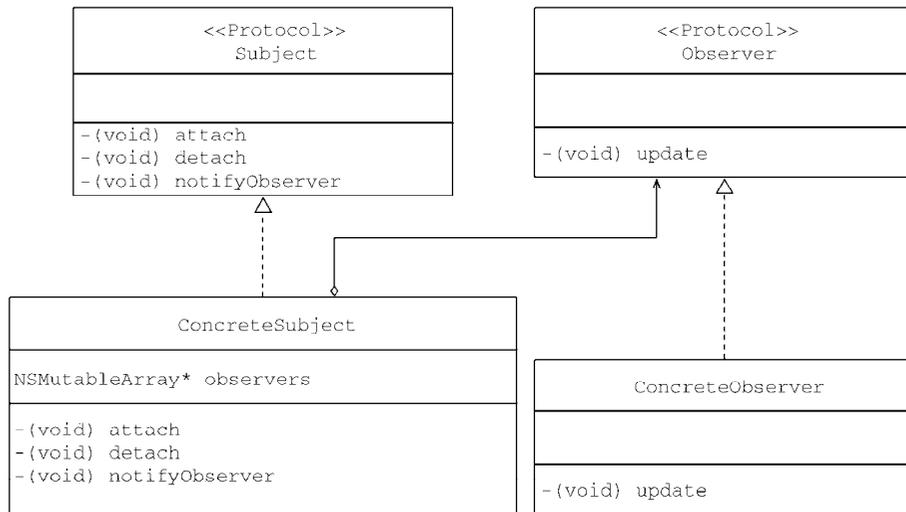 <<Protocol>>
Subject
-(void) attach
-(void) detach
-(void) notifyObserver
<<Protocol>>
Observer
-(void) update
ConcreteSubject
NSMutableArray* observers
-(void) attach
-(void) detach
-(void) notifyObserver
ConcreteObserver
-(void) update